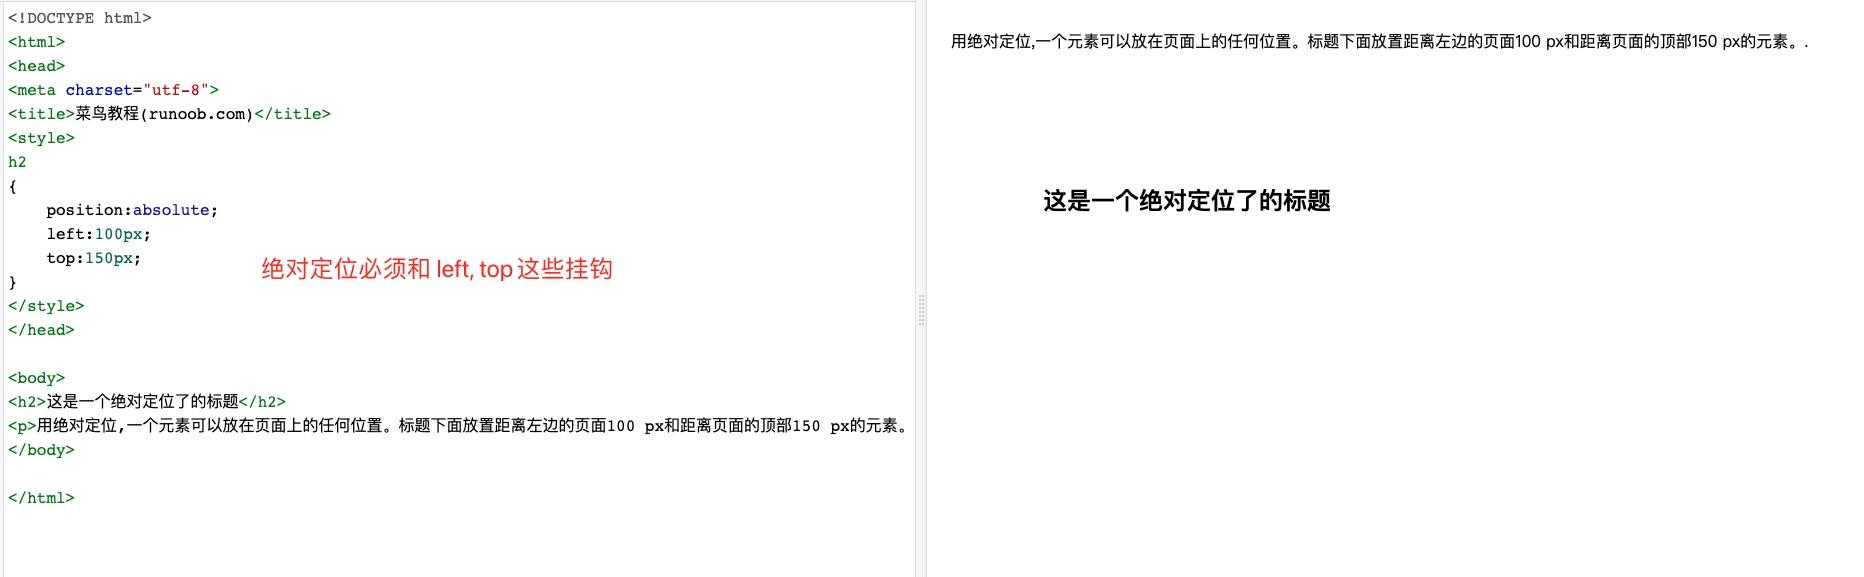 <!DOCTYPE html>
<html>
<head>
<meta charset="utf-8">
<title>菜鸟教程(runoob.com)</title>
<style>
h2
{
    position:absolute;
    left:100px;
    top:150px;
}
绝对定位必须和 left, top 这些挂钩
</style>
</head>
<body>
<h2>这是一个绝对定位了的标题</h2>
<p>用绝对定位,一个元素可以放在页面上的任何位置。标题下面放置距离左边的页面100 px和距离页面的顶部150 px的元素。
</body>
</html>
用绝对定位,一个元素可以放在页面上的任何位置。标题下面放置距离左边的页面100 px和距离页面的顶部150 px的元素。.
这是一个绝对定位了的标题